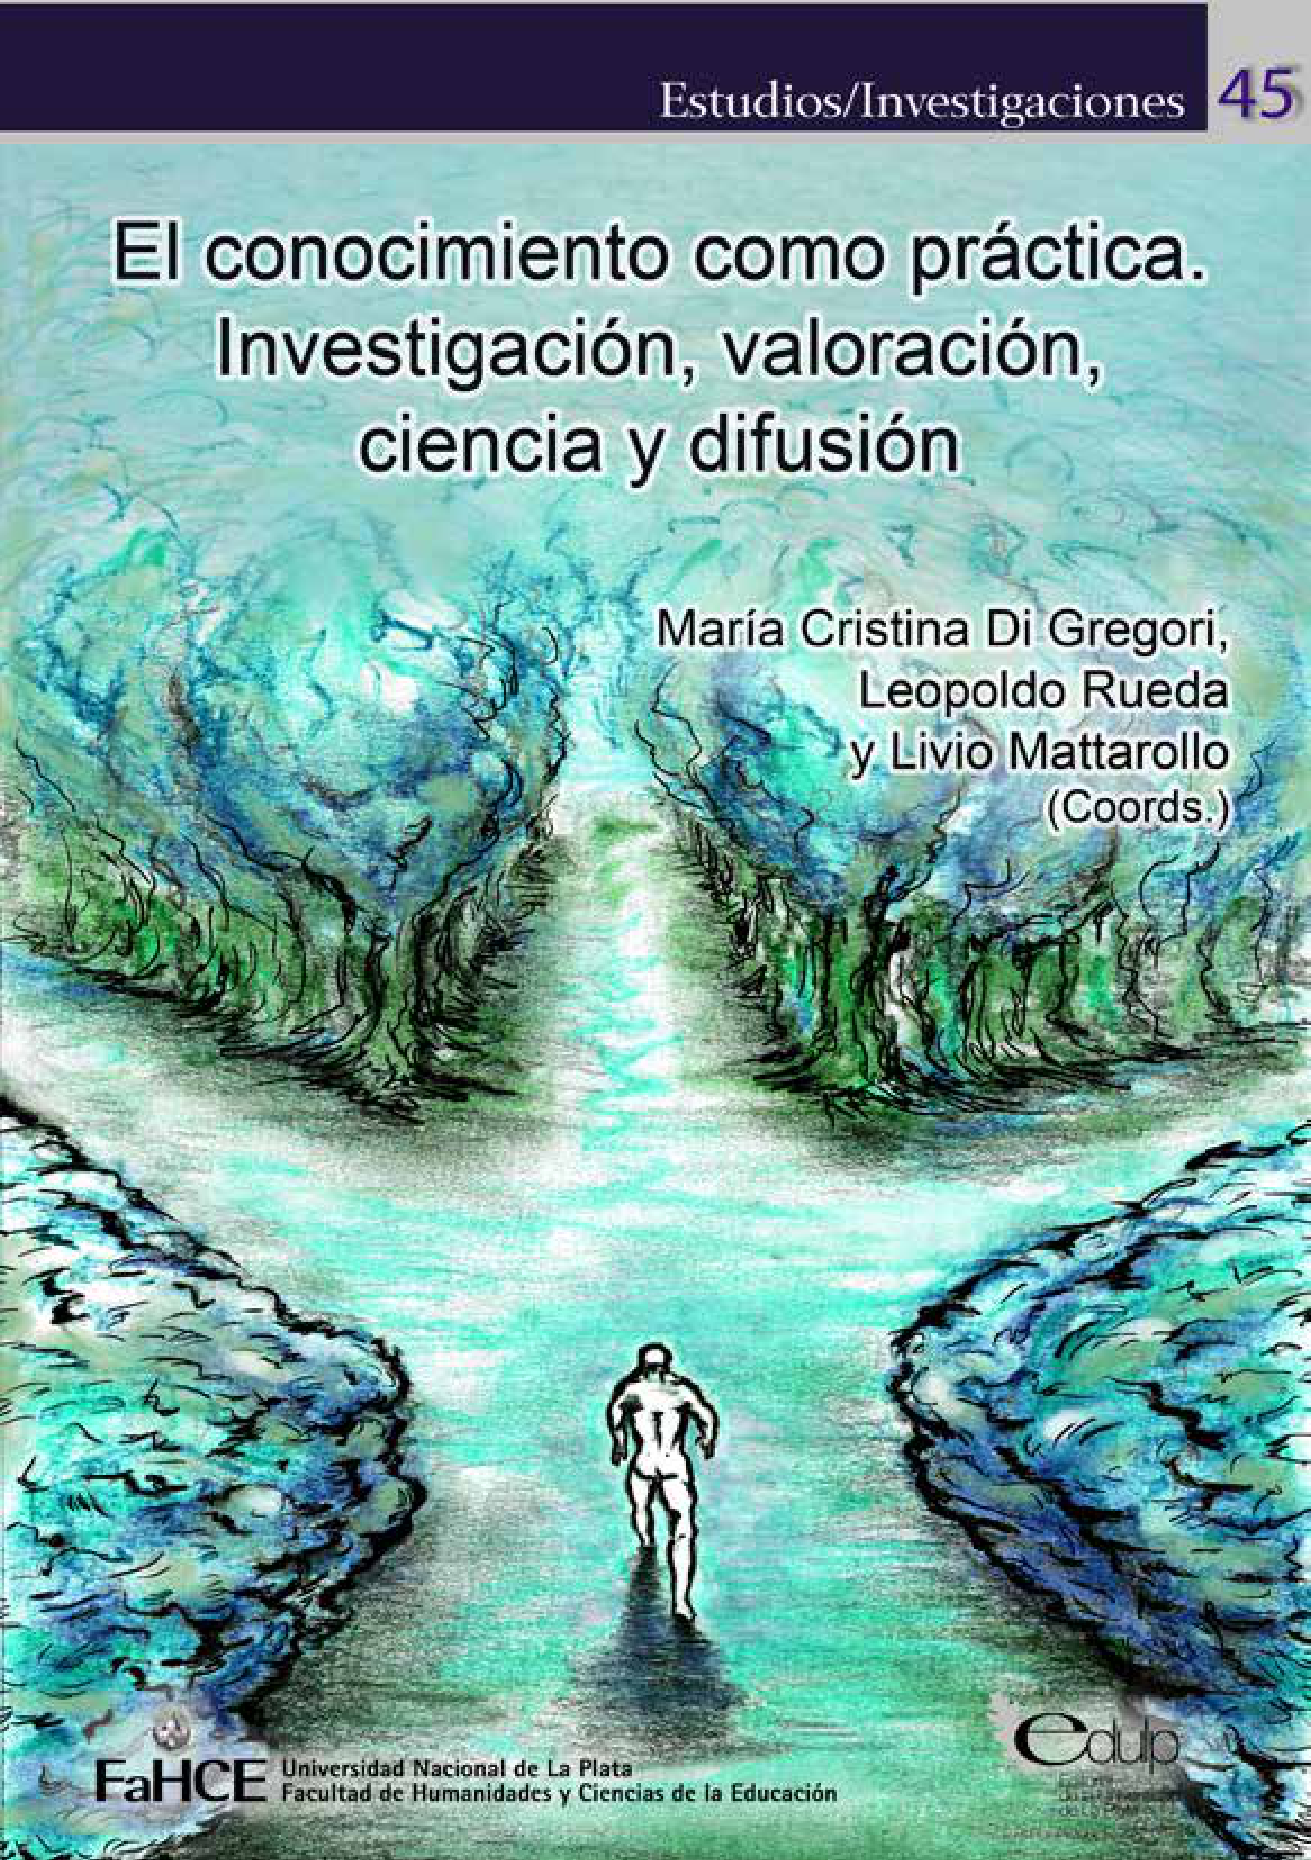 Estudios/Investigaciones 45
El conocimiento como práctica.
Investigación, valoración,
ciencia y difusión
María Cristina Di Gregori,
Leopoldo Rueda
y Livio Mattarollo
(Coords.)
FaHCE
Universidad Nacional de La Plata
Facultad de Humanidades y Ciencias de la Educación
edulp